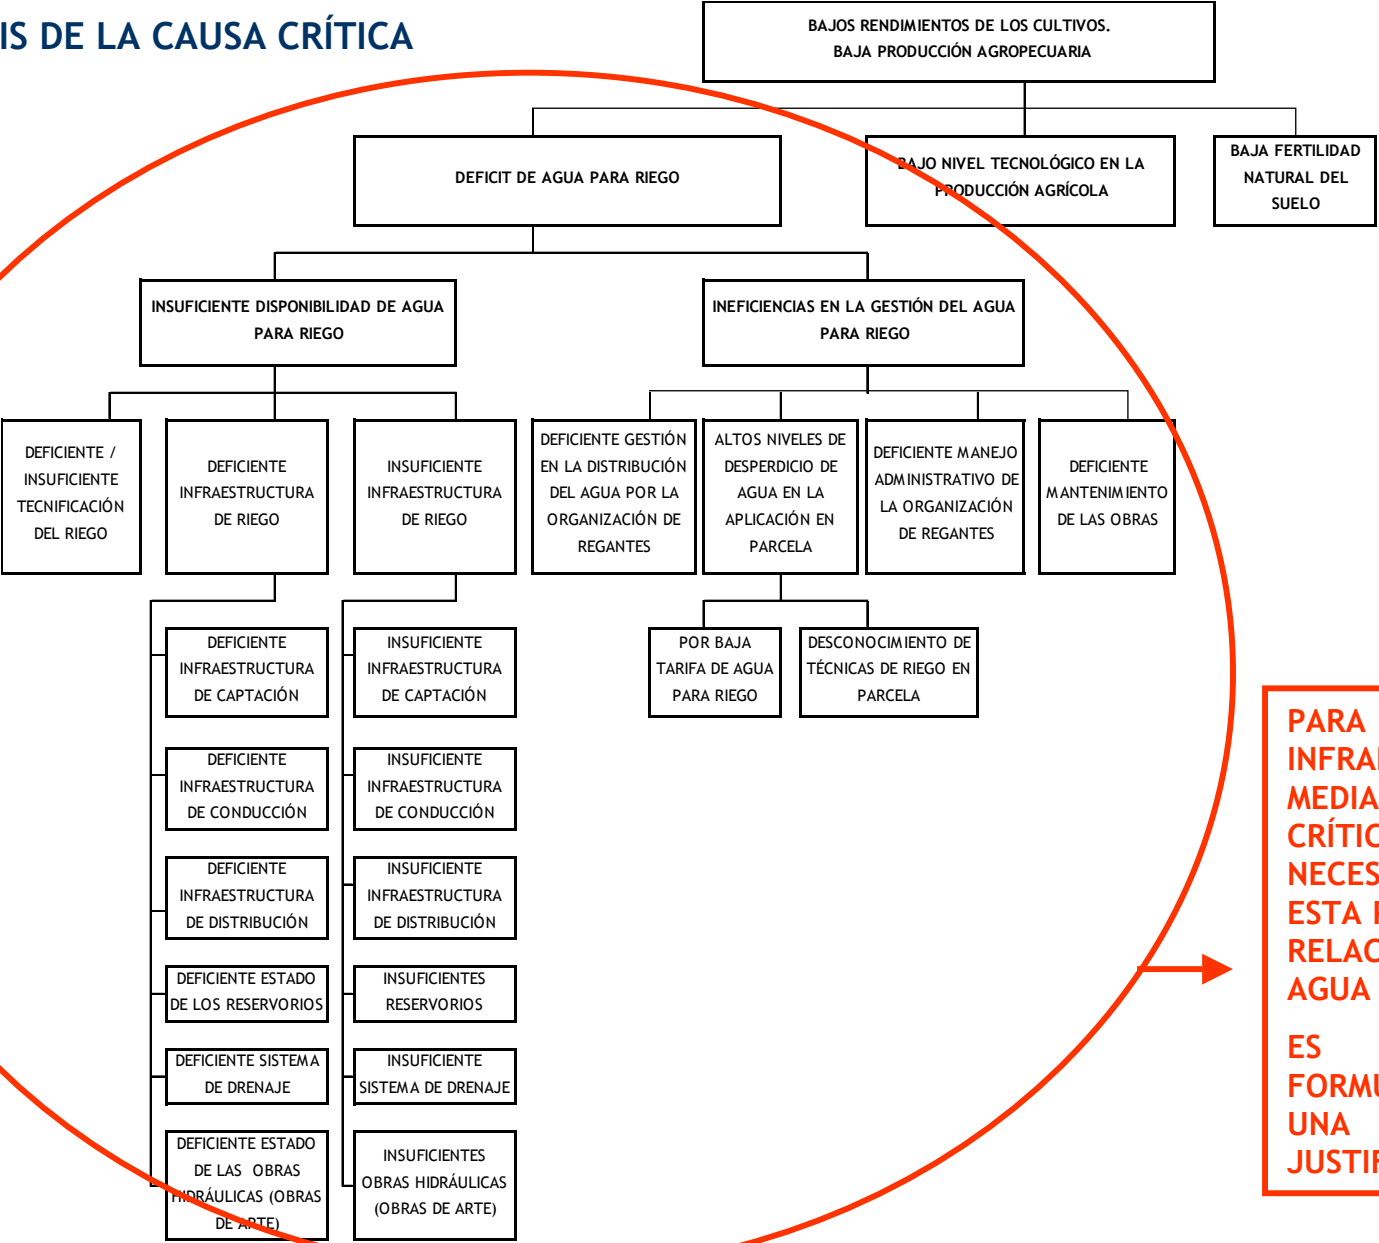 IS DE LA CAUSA CRÍTICA
BAJOS RENDIMIENTOS DE LOS CULTIVOS.
BAJA PRODUCCIÓN AGROPECUARIA
DEFICIT DE AGUA PARA RIEGO
BAJO NIVEL TECNOLÓGICO EN LA
PRODUCCIÓN AGRÍCOLA
BAJA FERTILIDAD
NATURAL DEL
SUELO
INSUFICIENTE DISPONIBILIDAD DE AGUA
PARA RIEGO
INEFICIENCIAS EN LA GESTIÓN DEL AGUA
PARA RIEGO
DEFICIENTE /
INSUFICIENTE
TECNIFICACIÓN
DEL RIEGO
DEFICIENTE
INFRAESTRUCTURA
DE RIEGO
INSUFICIENTE
INFRAESTRUCTURA
DE RIEGO
DEFICIENTE GESTIÓN
EN LA DISTRIBUCIÓN
DEL AGUA POR LA
ORGANIZACIÓN DE
REGANTES
ALTOS NIVELES DE
DESPERDICIO DE
AGUA EN LA
APLICACIÓN EN
PARCELA
DEFICIENTE MANEJO
ADMINISTRATIVO DE
LA ORGANIZACIÓN
DE REGANTES
DEFICIENTE
MANTENIMIENTO
DE LAS OBRAS
DEFICIENTE
INFRAESTRUCTURA
DE CAPTACIÓN
INSUFICIENTE
INFRAESTRUCTURA
DE CAPTACIÓN
POR BAJA
TARIFA DE AGUA
PARA RIEGO
DESCONOCIMIENTO DE
TÉCNICAS DE RIEGO EN
PARCELA
DEFICIENTE
INFRAESTRUCTURA
DE CONDUCCIÓN
INSUFICIENTE
INFRAESTRUCTURA
DE CONDUCCIÓN
DEFICIENTE
INFRAESTRUCTURA
DE DISTRIBUCIÓN
INSUFICIENTE
INFRAESTRUCTURA
DE DISTRIBUCIÓN
DEFICIENTE ESTADO
DE LOS RESERVORIOS
INSUFICIENTES
RESERVORIOS
DEFICIENTE SISTEMA
DE DRENAJE
INSUFICIENTE
SISTEMA DE DRENAJE
DEFICIENTE ESTADO
DE LAS OBRAS
HIDRÁULICAS (OBRAS
DE ARTE)
INSUFICIENTES
OBRAS HIDRÁULICAS
(OBRAS DE ARTE)
PARA
INFRA
MEDIA
CRÍTIC
NECES
ESTA
RELAC
AGUA
ES
FORMU
UNA
JUSTIF